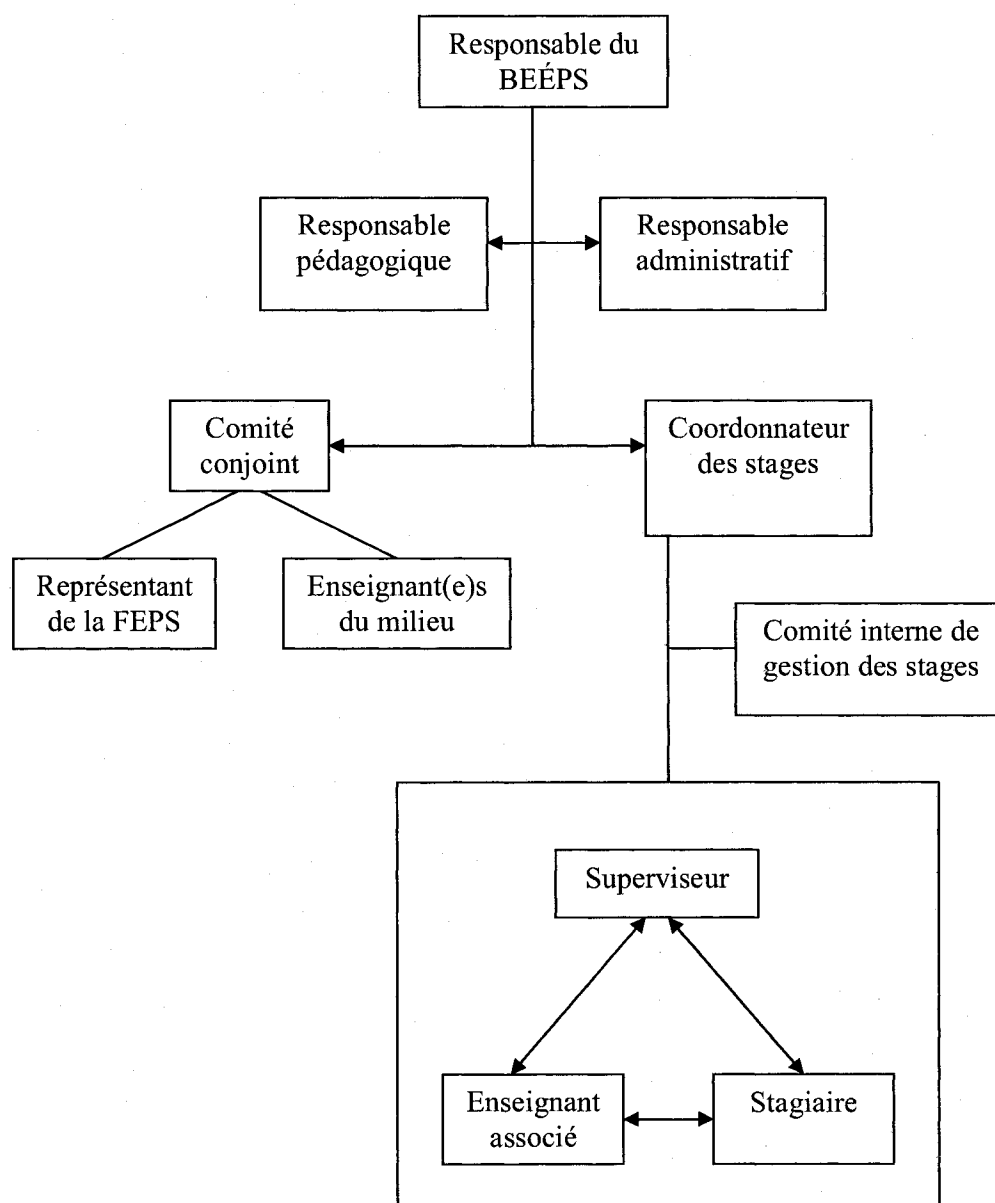 Responsable du
BEÉPS
Responsable
pédagogique
Responsable
administratif
Comité
conjoint
Coordonnateur
des stages
Représentant
de la FEPS
Enseignant(e)s
du milieu
Comité interne de
gestion des stages
Superviseur
Enseignant
associé
Stagiaire